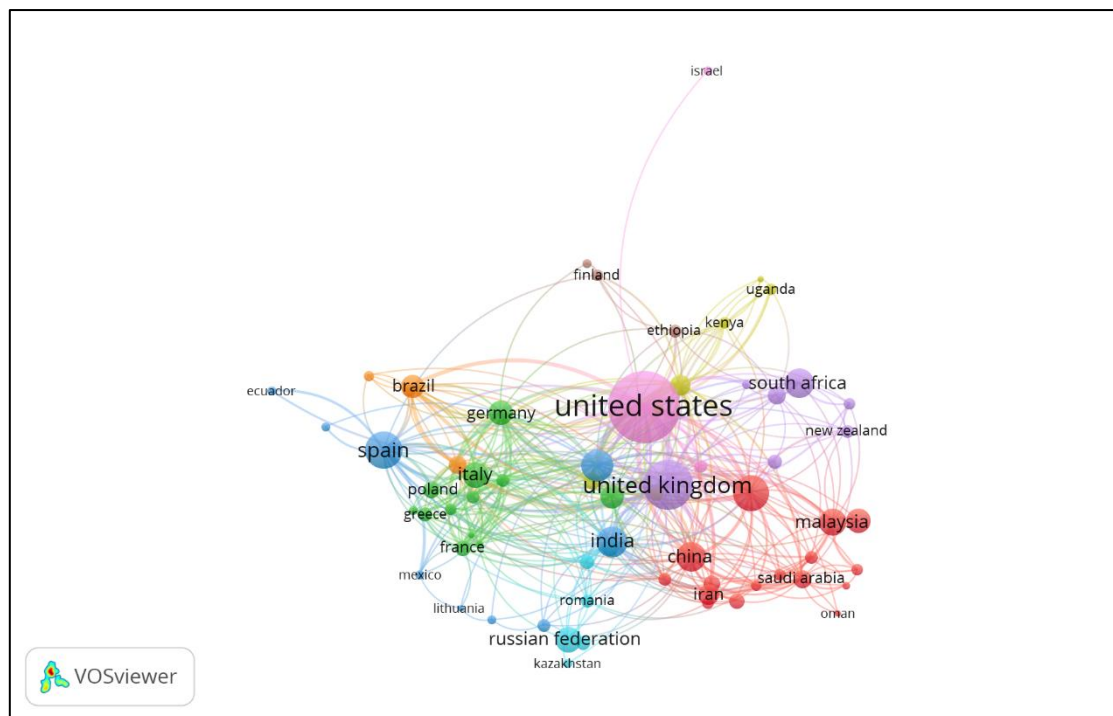 israel
finland
uganda
kenya
ethiopia
south africa
brazil
ecuador
united states
germany
new zealand
spain
italy
united kingdom
poland
greece
malaysia
india
france
china
mexico
saudi arabia
iran
romania
lithuania
oman
russian federation
kazakhstan
VOSviewer